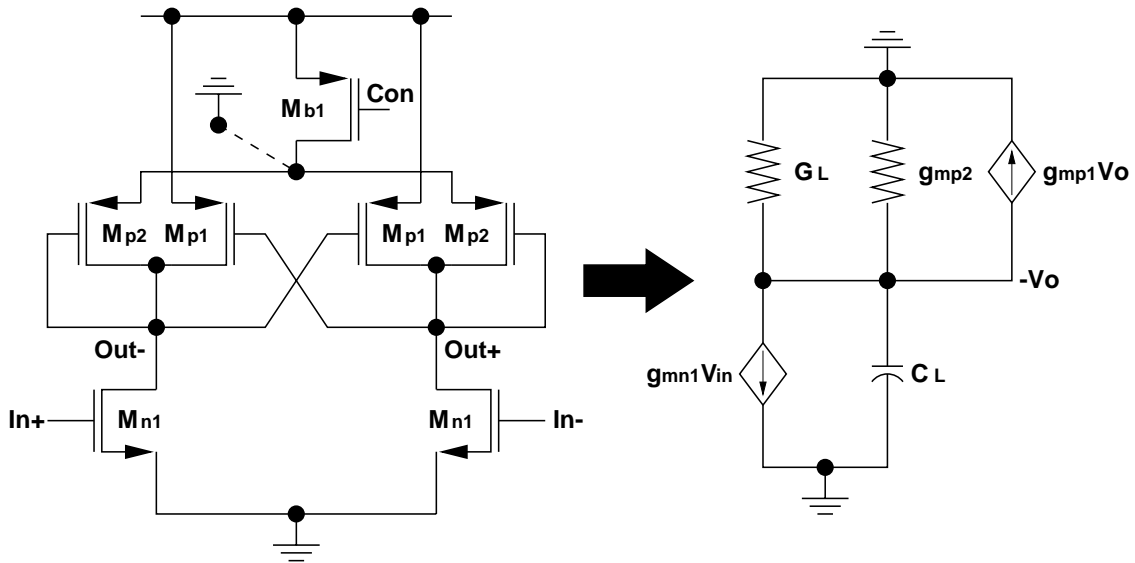 Con
Mb1
Mp2 Mp1 Mp1 Mp2
Out- Out+
In+ Mn1 Mn1 In-
GL gmp2 gmp1Vo
-Vo
gmn1Vin CL